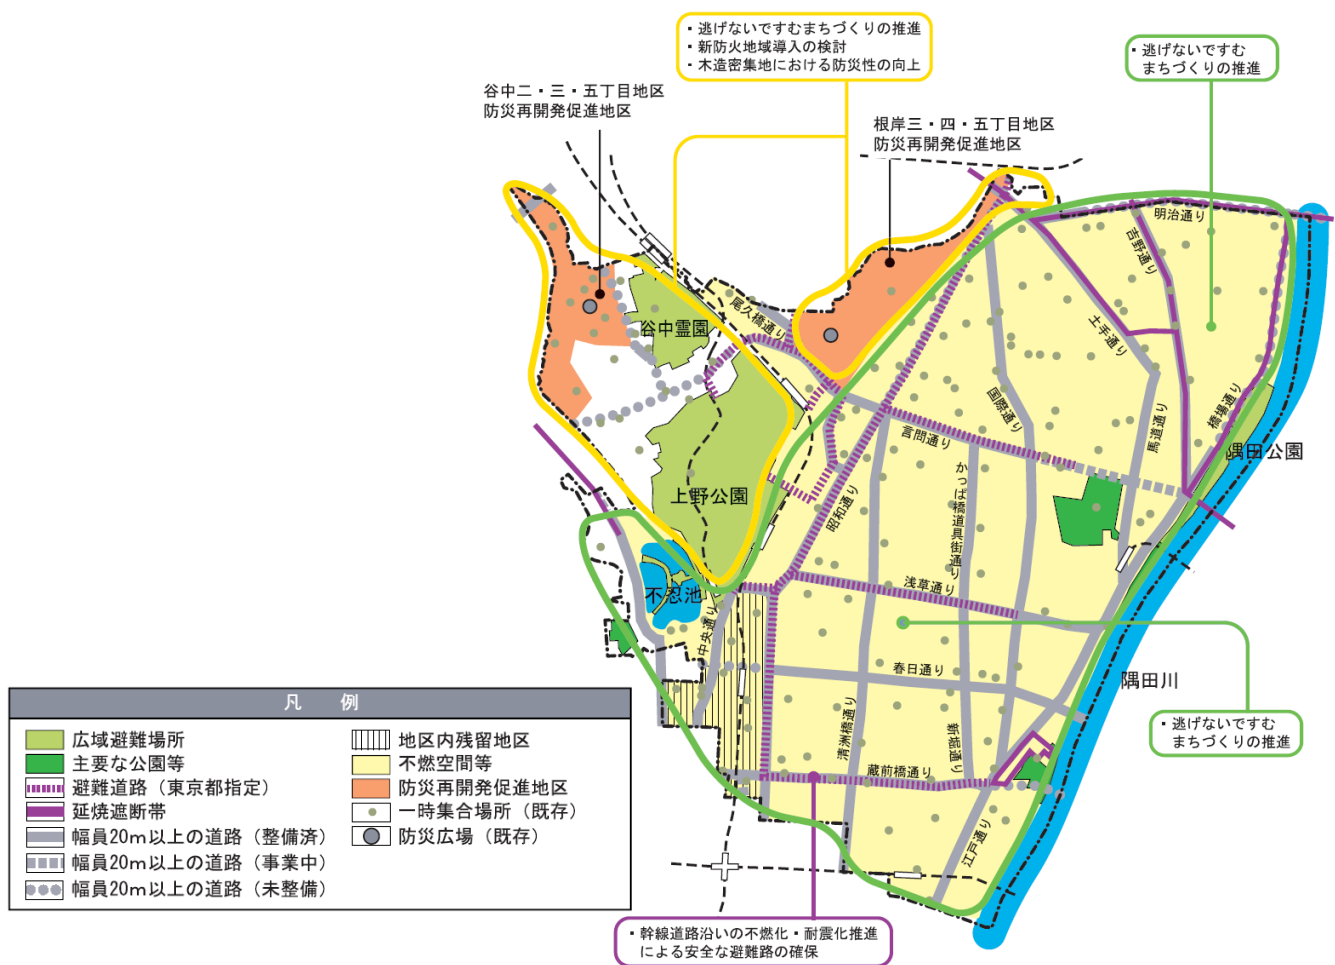 ・逃げないですむまちづくりの推進
・新防火地域導入の検討
・木造密集地における防災性の向上
・逃げないですむ
まちづくりの推進
谷中二・三・五丁目地区
防災再開発促進地区
根岸三・四・五丁目地区
防災再開発促進地区
明治通り
吉野通り
尾久橋通り
谷中霊園
土手通り
国際通り
橋場通り
馬道通り
言問通り
隅田公園
かっぱ橋道具街通り
上野公園
昭和通り
浅草通り
不忍池
中央通り
春日通り
隅田川
清洲橋通り
新堀通り
蔵前橋通り
江戸通り
・逃げないですむ
まちづくりの推進
凡 例
広域避難場所
主要な公園等
避難道路（東京都指定）
延焼遮断帯
幅員20m以上の道路（整備済）
幅員20m以上の道路（事業中）
幅員20m以上の道路（未整備）
地区内残留地区
不燃空間等
防災再開発促進地区
一時集合場所（既存）
防災広場（既存）
・幹線道路沿いの不燃化・耐震化推進
による安全な避難路の確保